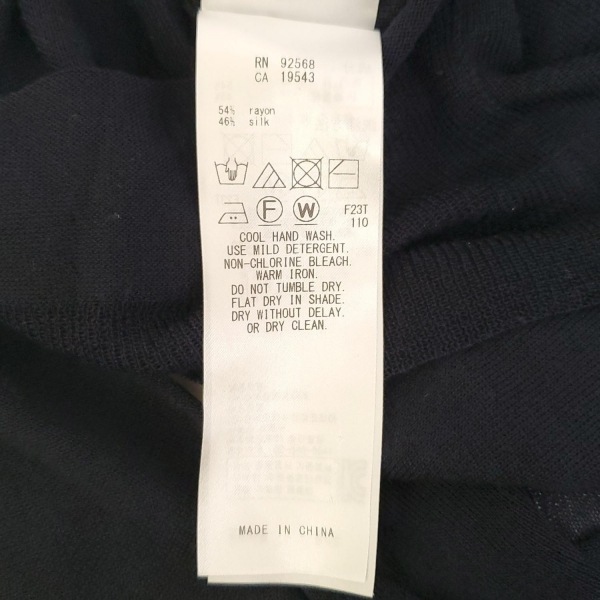 RN 92568
CA 19543
54% rayon
46% silk
F W F23T
110
COOL HAND WASH.
USE MILD DETERGENT.
NON-CHLORINE BLEACH.
WARM IRON.
DO NOT TUMBLE DRY.
FLAT DRY IN SHADE.
DRY WITHOUT DELAY.
OR DRY CLEAN.
MADE IN CHINA